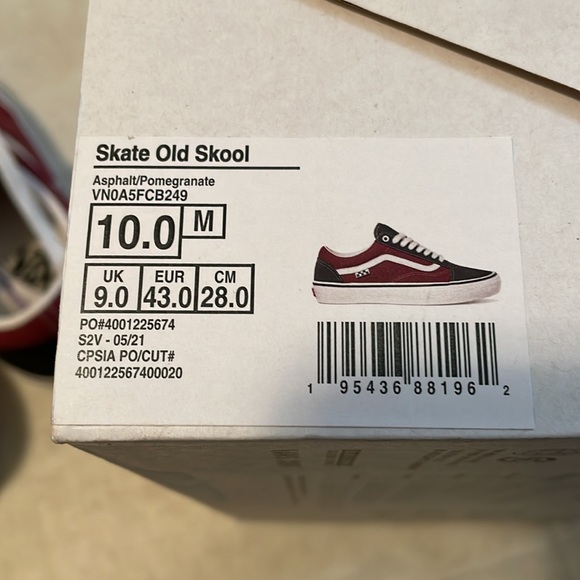 Skate Old Skool
Asphalt/Pomegranate
VN0A5FCB249
10.0 M
UK EUR CM
9.0 43.0 28.0
PO#4001225674
S2V - 05/21
CPSIA PO/CUT#
400122567400020
1 95436 88196 2